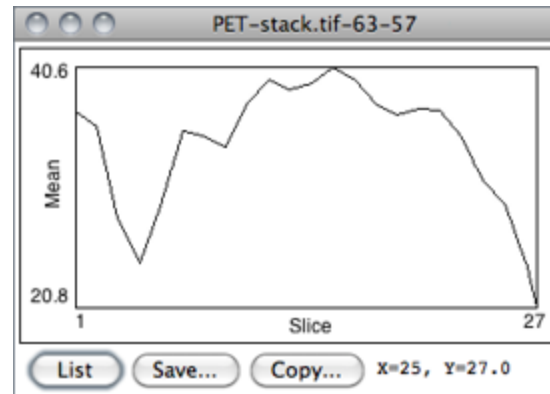 PET-stack.tif-63-57
40.6
Mean
20.8
1
Slice
27
List
Save...
Copy...
X=25, Y=27.0